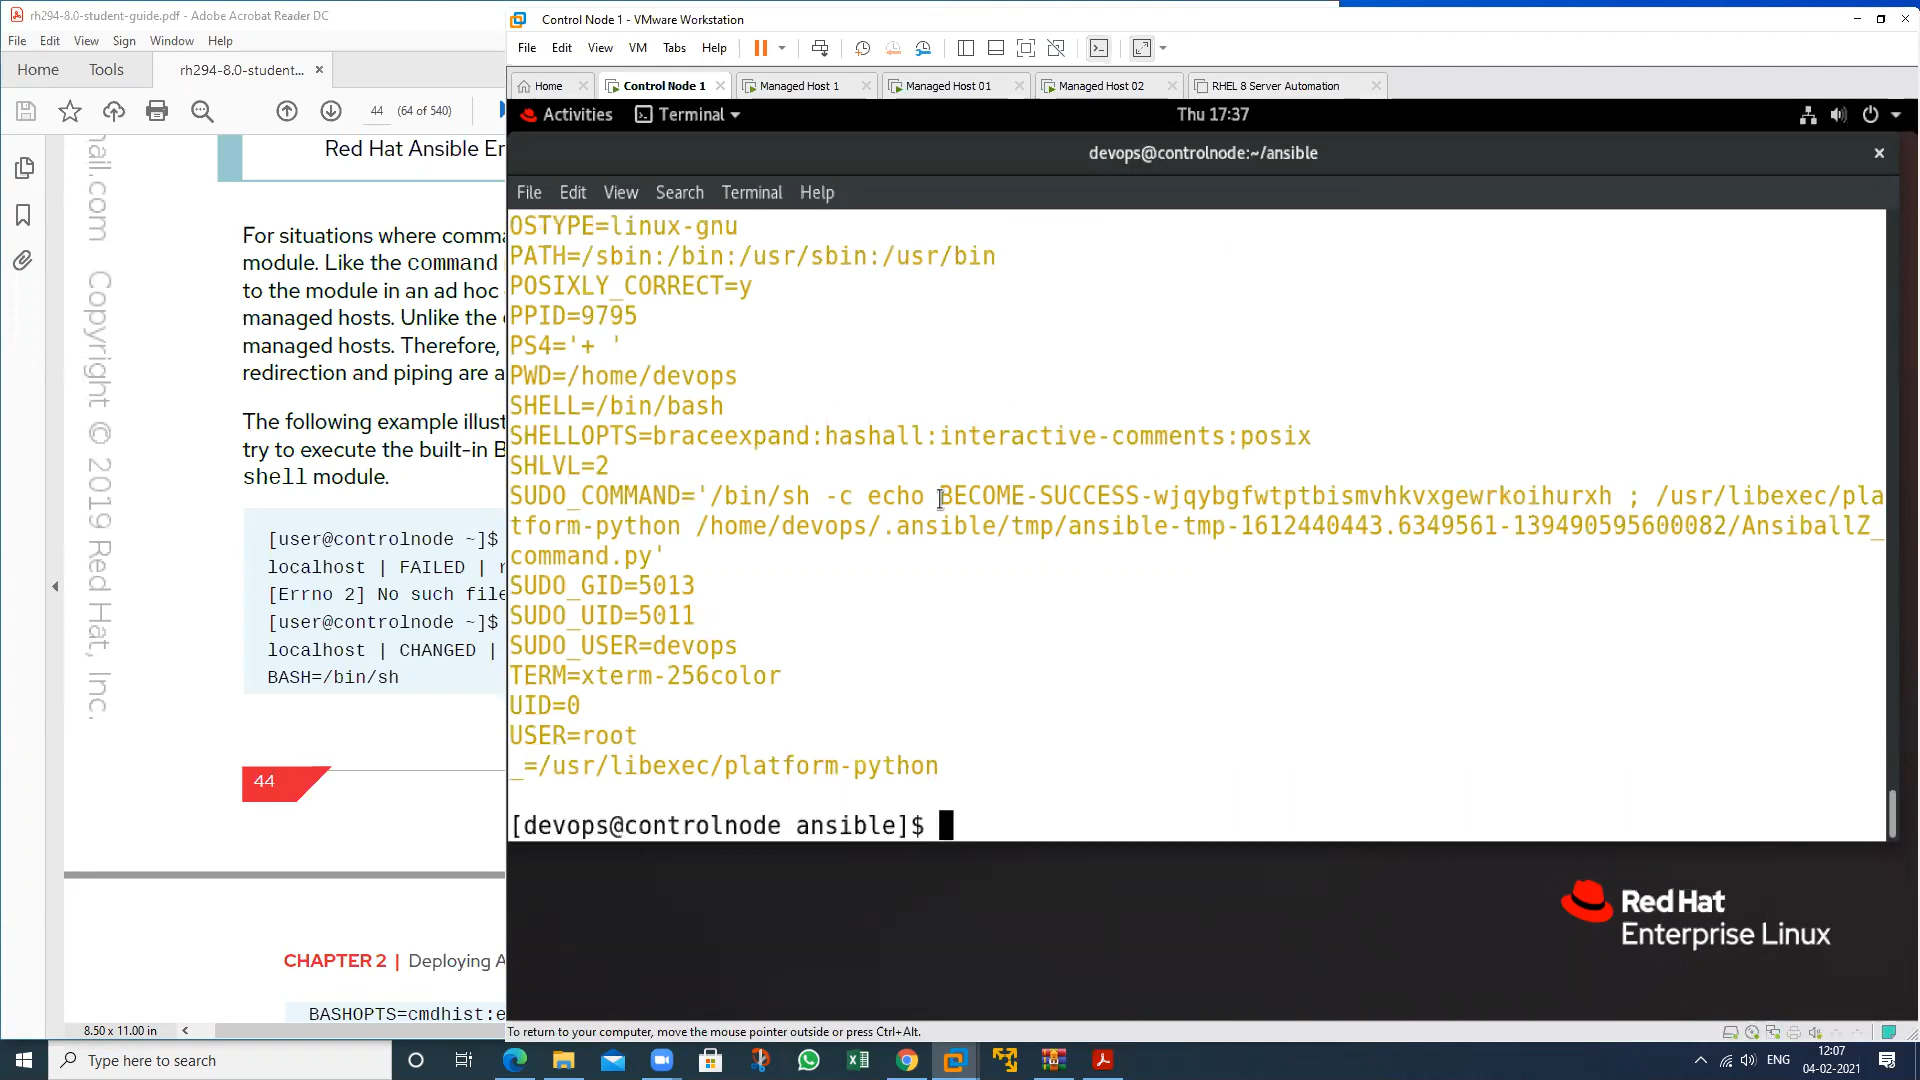 rh294-8.0-student-guide.pdf - Adobe Acrobat Reader DC
File Edit View Sign Window Help
Home Tools rh294-8.0-student... ×
44 (64 of 540)
Red Hat Ansible En
For situations where comma
module. Like the command
to the module in an ad hoc
managed hosts. Unlike the
managed hosts. Therefore,
redirection and piping are a
The following example illust
try to execute the built-in B
shell module.
[user@controlnode ~]$
localhost | FAILED |
[Errno 2] No such file
[user@controlnode ~]$
localhost | CHANGED |
BASH=/bin/sh
44
CHAPTER 2 | Deploying A
BASHOPTS=cmdhist:e
8.50 x 11.00 in
nail.com Copyright © 2019 Red Hat, Inc.
Control Node 1 - VMware Workstation
File Edit View VM Tabs Help
Home Control Node 1 Managed Host 1 Managed Host 01 Managed Host 02 RHEL 8 Server Automation
Activities Terminal Thu 17:37
devops@controlnode:~/ansible
File Edit View Search Terminal Help
OSTYPE=linux-gnu
PATH=/sbin:/bin:/usr/sbin:/usr/bin
POSIXLY_CORRECT=y
PPID=9795
PS4='+ '
PWD=/home/devops
SHELL=/bin/bash
SHELLOPTS=braceexpand:hashall:interactive-comments:posix
SHLVL=2
SUDO_COMMAND='/bin/sh -c echo BECOME-SUCCESS-wjqybgfwtptbismvhkvxgewrkoihurxh ; /usr/libexec/pla
tform-python /home/devops/.ansible/tmp/ansible-tmp-1612440443.6349561-139490595600082/AnsiballZ_
command.py'
SUDO_GID=5013
SUDO_UID=5011
SUDO_USER=devops
TERM=xterm-256color
UID=0
USER=root
_=/usr/libexec/platform-python
[devops@controlnode ansible]$
Red Hat
Enterprise Linux
To return to your computer, move the mouse pointer outside or press Ctrl+Alt.
Type here to search
ENG
12:07
04-02-2021